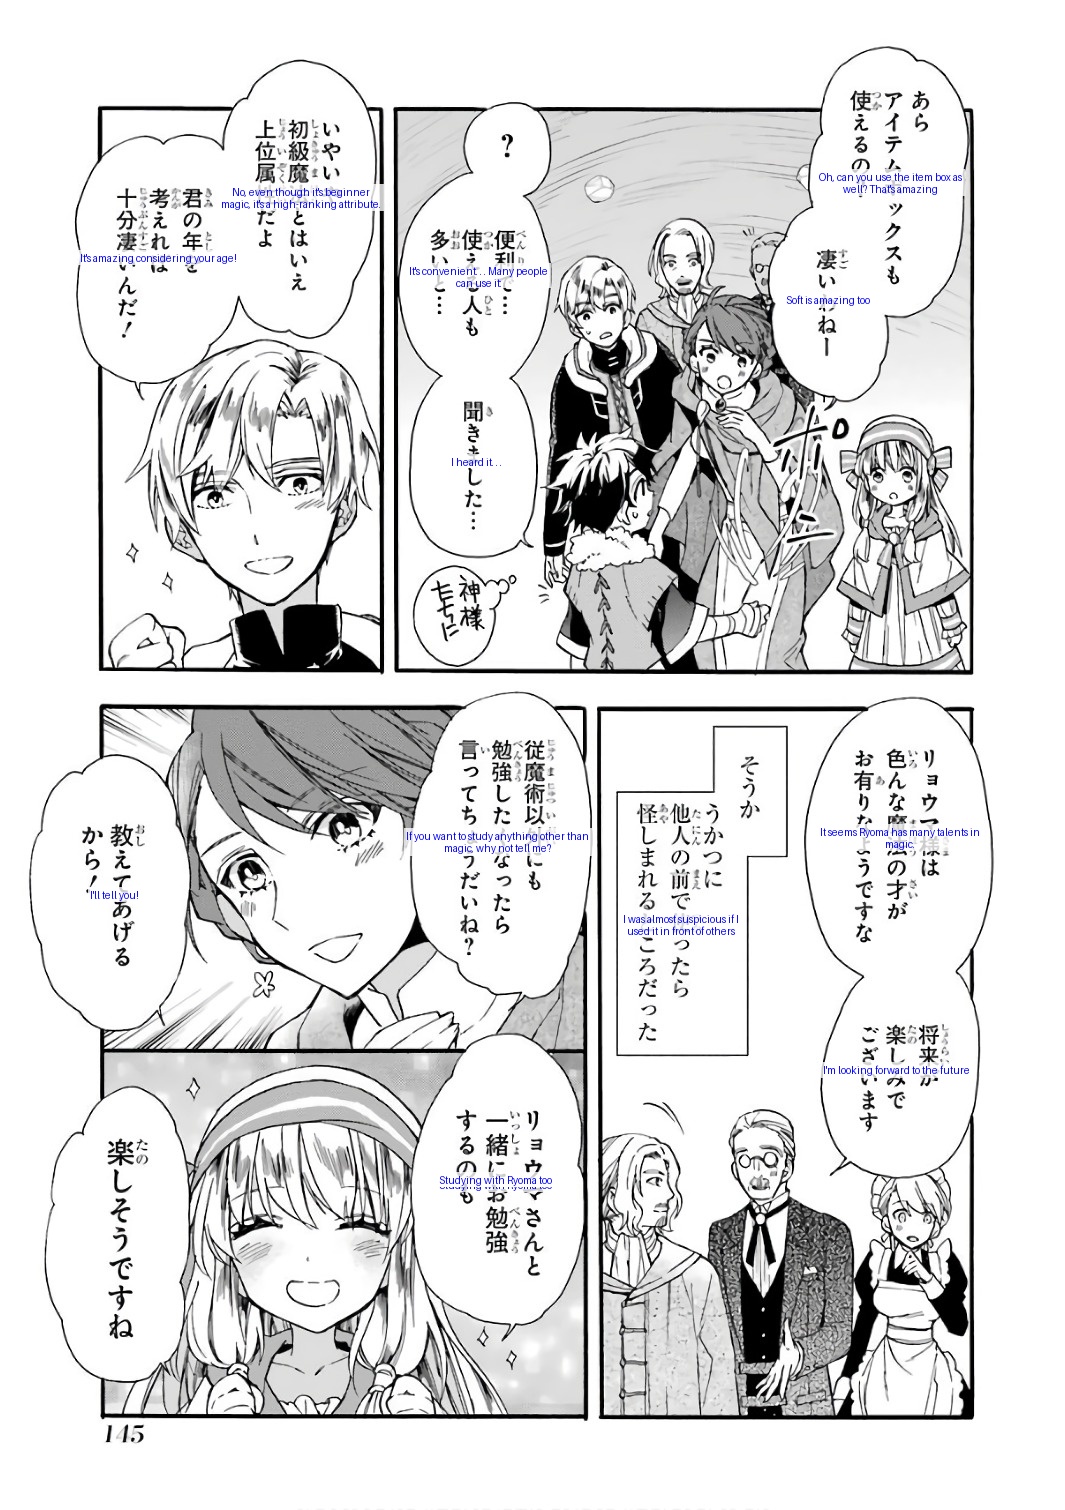 あら
アイテムボックスも
使えるの
Oh, can you use the item box as
well? That's amazing
凄いわねー
Soft is amazing too
?
便利で…
使える人も
多いと…
It's convenient... Many people
can use it
聞きました…
I heard it...
神様
たちに
ポン
いやい
初級魔法とはいえ
上位属性だよ
No, even though it's beginner
magic, it's a high-ranking attribute.
君の年を
考えれば
十分凄いんだ!
It's amazing considering your age!
リョウマ様は
色んな魔法の才が
お有りなようですな
It seems Ryoma has many talents in
magic.
将来が
楽しみで
ございます
I'm looking forward to the future
そうか
うかつに
他人の前で使ったら
怪しまれるところだった
I was almost suspicious if I
used it in front of others
従魔術以外にも
勉強したくなったら
言ってちょうだいね?
If you want to study anything other than
magic, why not tell me?
教えてあげる
から!
I'll tell you!
リョウマさんと
一緒にお勉強
するのも
Studying with Ryoma too
楽しそうですね
145